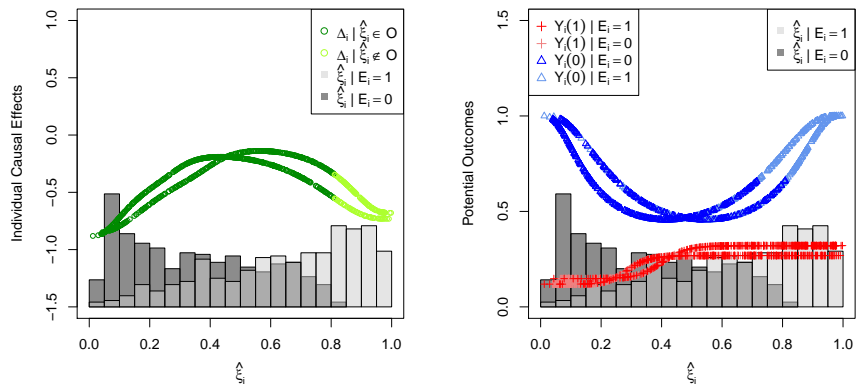 Individual Causal Effects
1.0
0.5
0.0
−0.5
−1.0
−1.5
0.0 0.2 0.4 0.6 0.8 1.0
ξ̂ᵢ
Δᵢ | ξ̂ᵢ ∈ O
Δᵢ | ξ̂ᵢ ∉ O
ξ̂ᵢ | Eᵢ = 1
ξ̂ᵢ | Eᵢ = 0
Potential Outcomes
1.5
1.0
0.5
0.0
0.0 0.2 0.4 0.6 0.8 1.0
ξ̂ᵢ
Yᵢ(1) | Eᵢ = 1
Yᵢ(1) | Eᵢ = 0
Yᵢ(0) | Eᵢ = 0
Yᵢ(0) | Eᵢ = 1
ξ̂ᵢ | Eᵢ = 1
ξ̂ᵢ | Eᵢ = 0